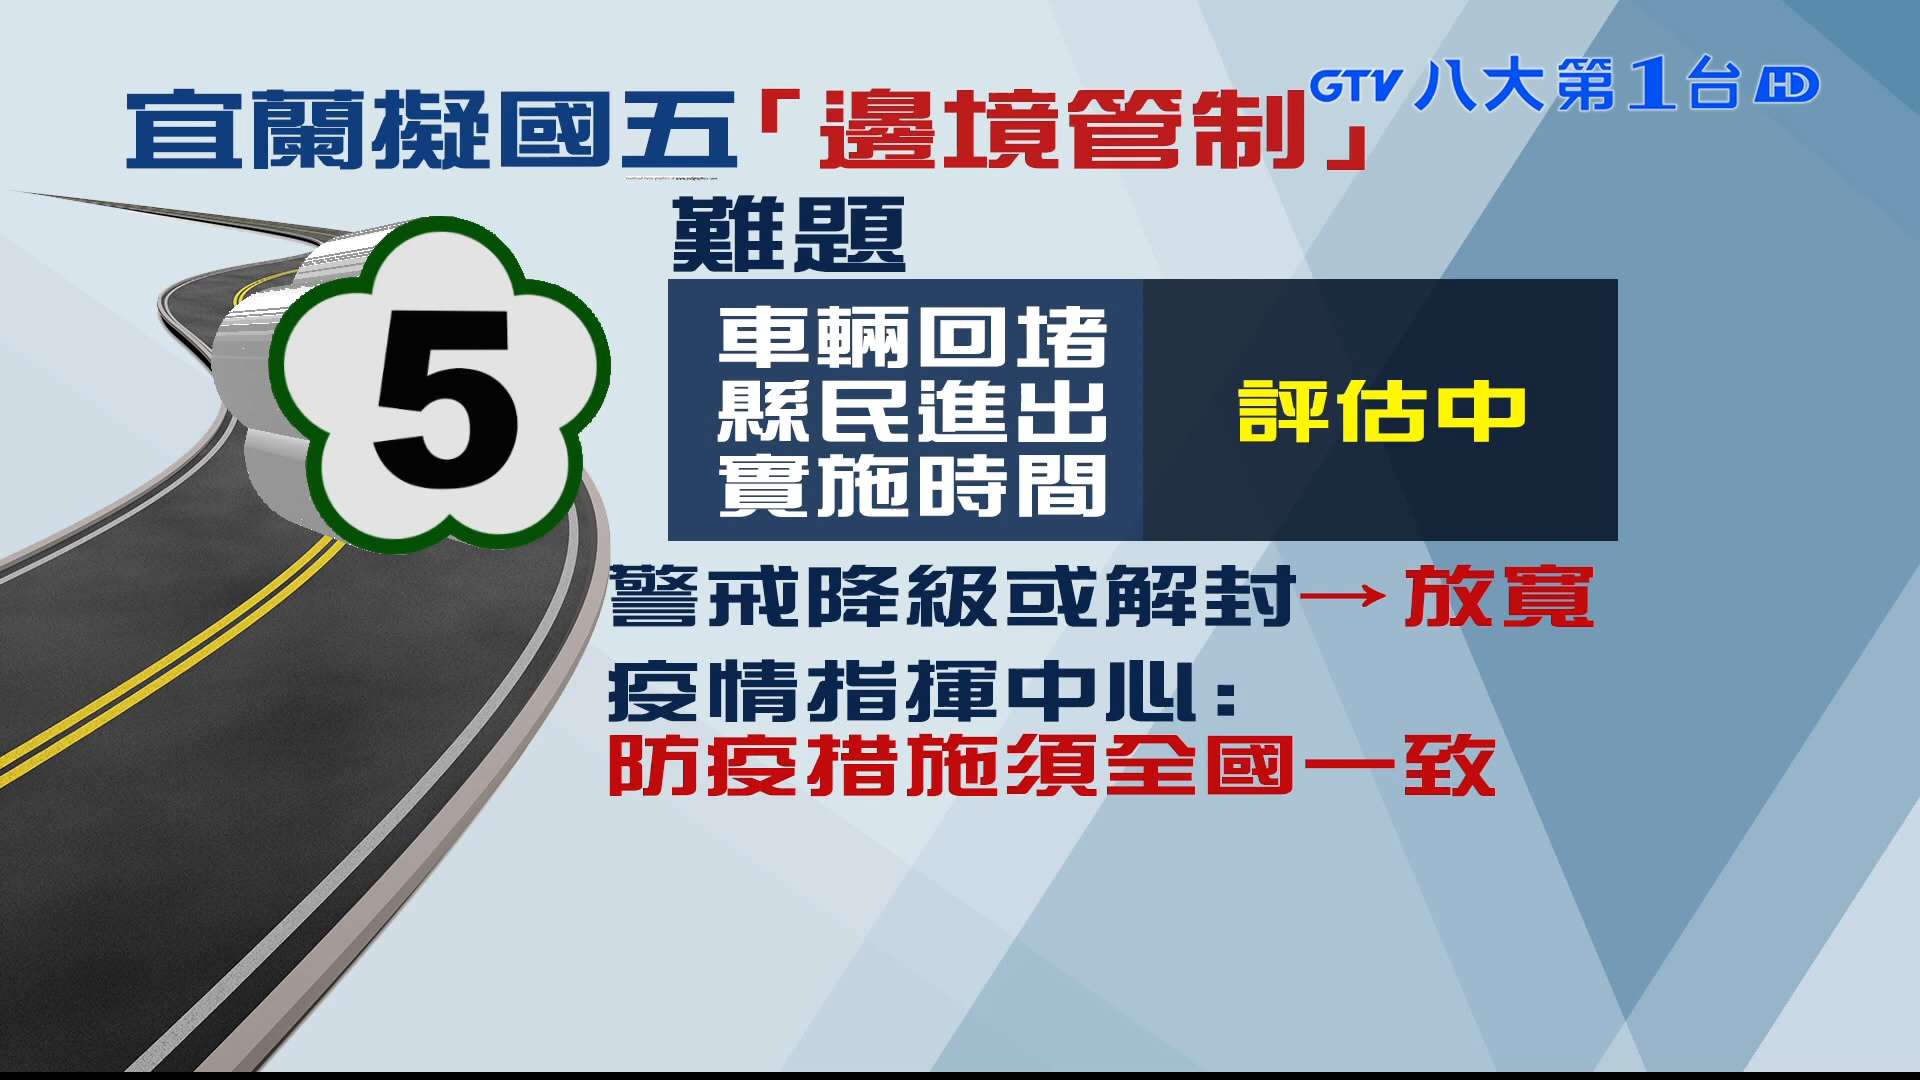 宜蘭擬國五「邊境管制」
GTV 八大第1台 HD
難題
車輛回堵
縣民進出
實施時間
評估中
5
警戒降級或解封→放寬
疫情指揮中心:
防疫措施須全國一致